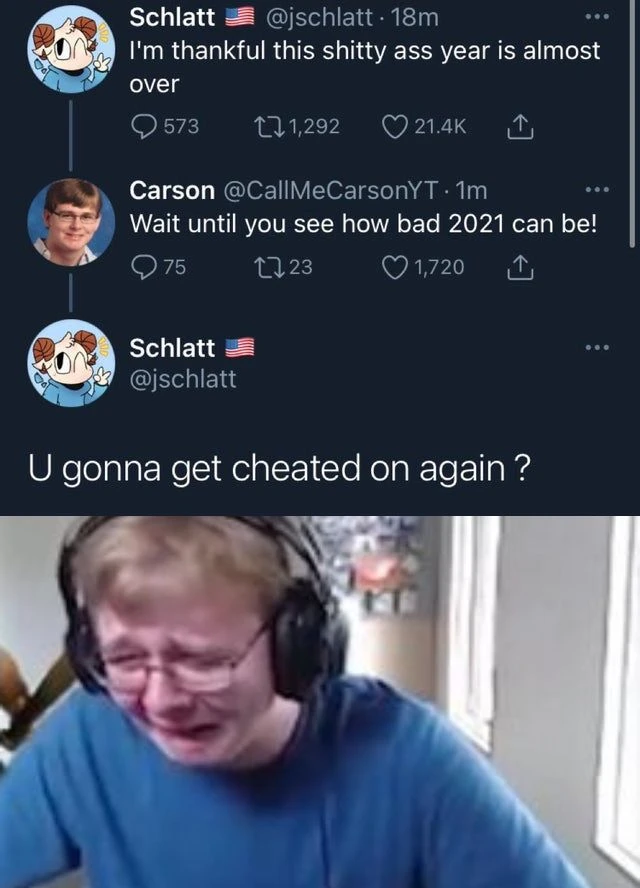 Schlatt 🇺🇸 @jschlatt · 18m
I'm thankful this shitty ass year is almost
over
573 1,292 21.4K
Carson @CallMeCarsonYT · 1m
Wait until you see how bad 2021 can be!
75 23 1,720
Schlatt 🇺🇸
@jschlatt
U gonna get cheated on again ?